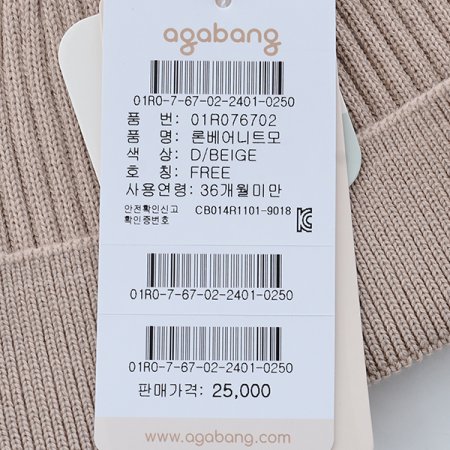 agabang
01R0-7-67-02-2401-0250
품 번: 01R076702
품 명: 론베어니트모
색 상: D/BEIGE
호 칭: FREE
사용연령: 36개월미만
안전확인신고
확인증번호 CB014R1101-9018
01R0-7-67-02-2401-0250
01R0-7-67-02-2401-0250
판매가격: 25,000
www.agabang.com